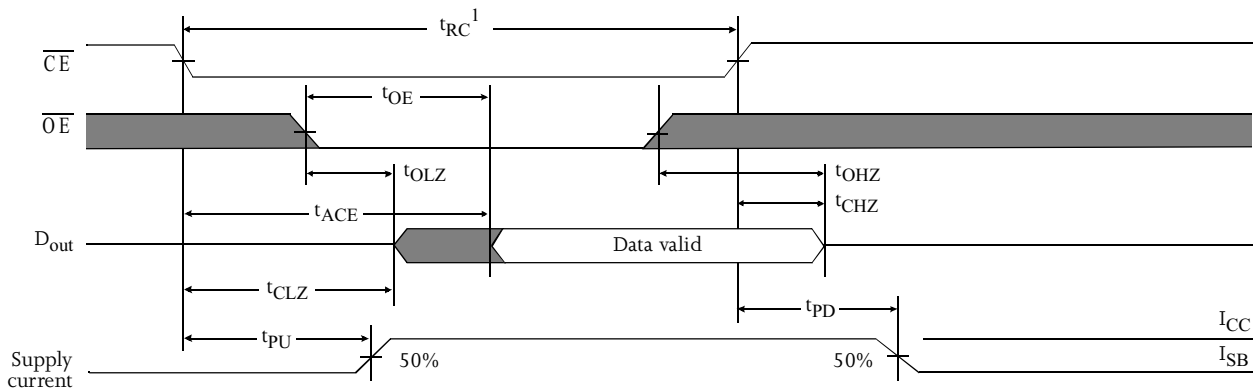 tRC1
CE
tOE
OE
tOLZ
tOHZ
tACE
tCHZ
Dout
Data valid
tCLZ
tPD
tPU
ICC
Supply
current
50%
50%
ISB